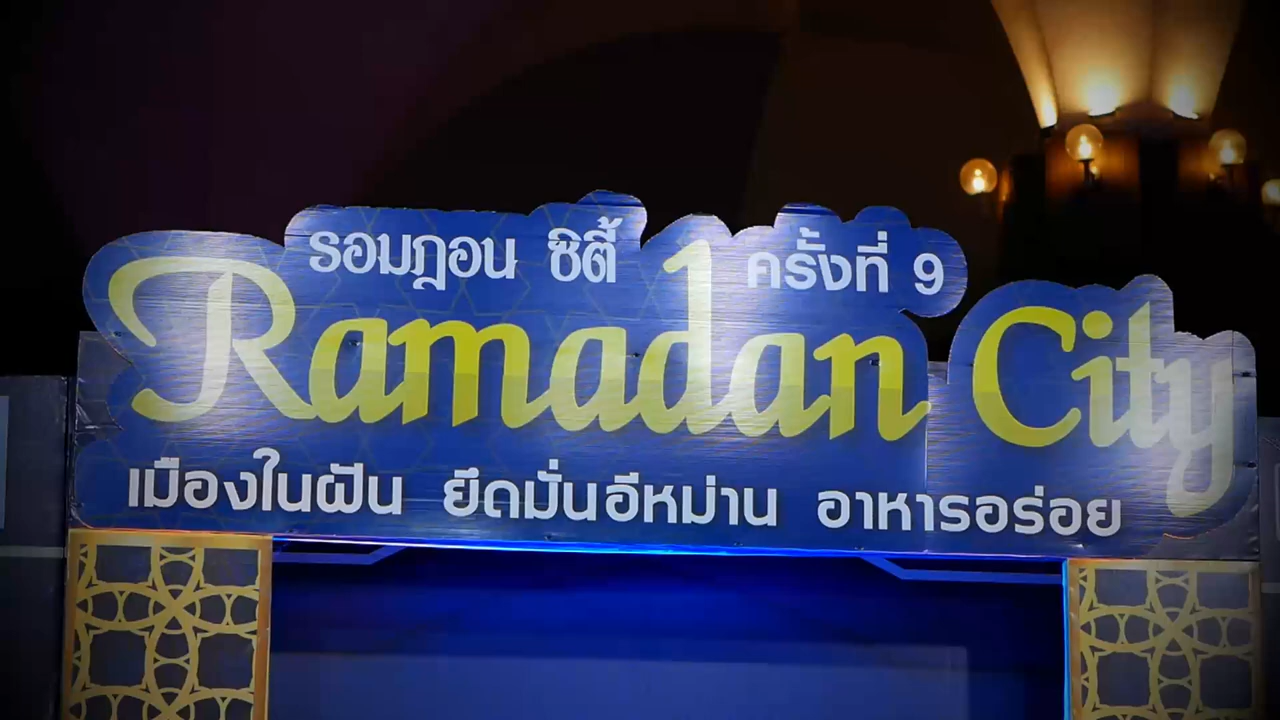 รอมฎอน ซิตี้ ครั้งที่ 9
Ramadan City
เมืองในฝัน ยึดมั่นอีหม่าน อาหารอร่อย